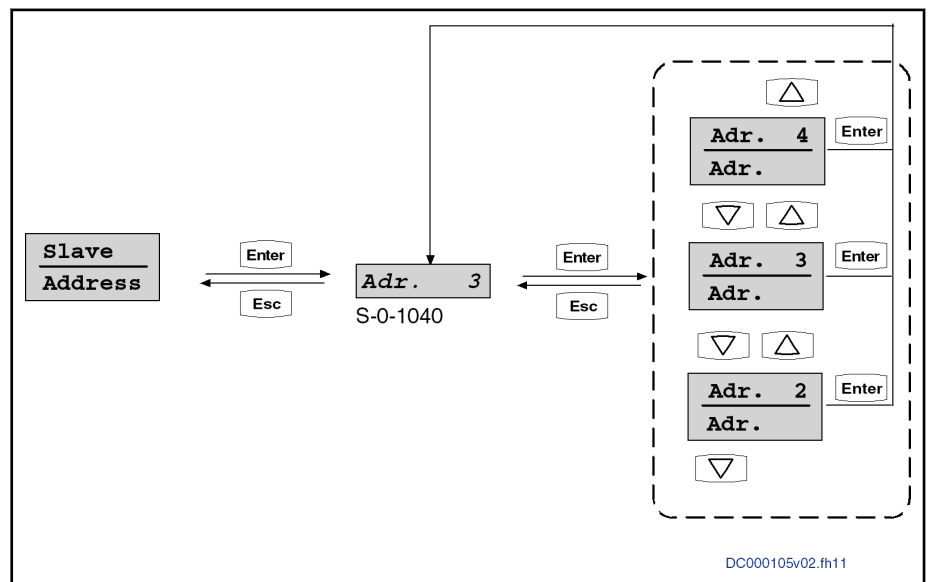 Adr. 4
Adr.
Enter
Slave
Address
Enter
Esc
Adr. 3
S-0-1040
Enter
Esc
Adr. 3
Adr.
Enter
Adr. 2
Adr.
Enter
DC000105v02.fh11